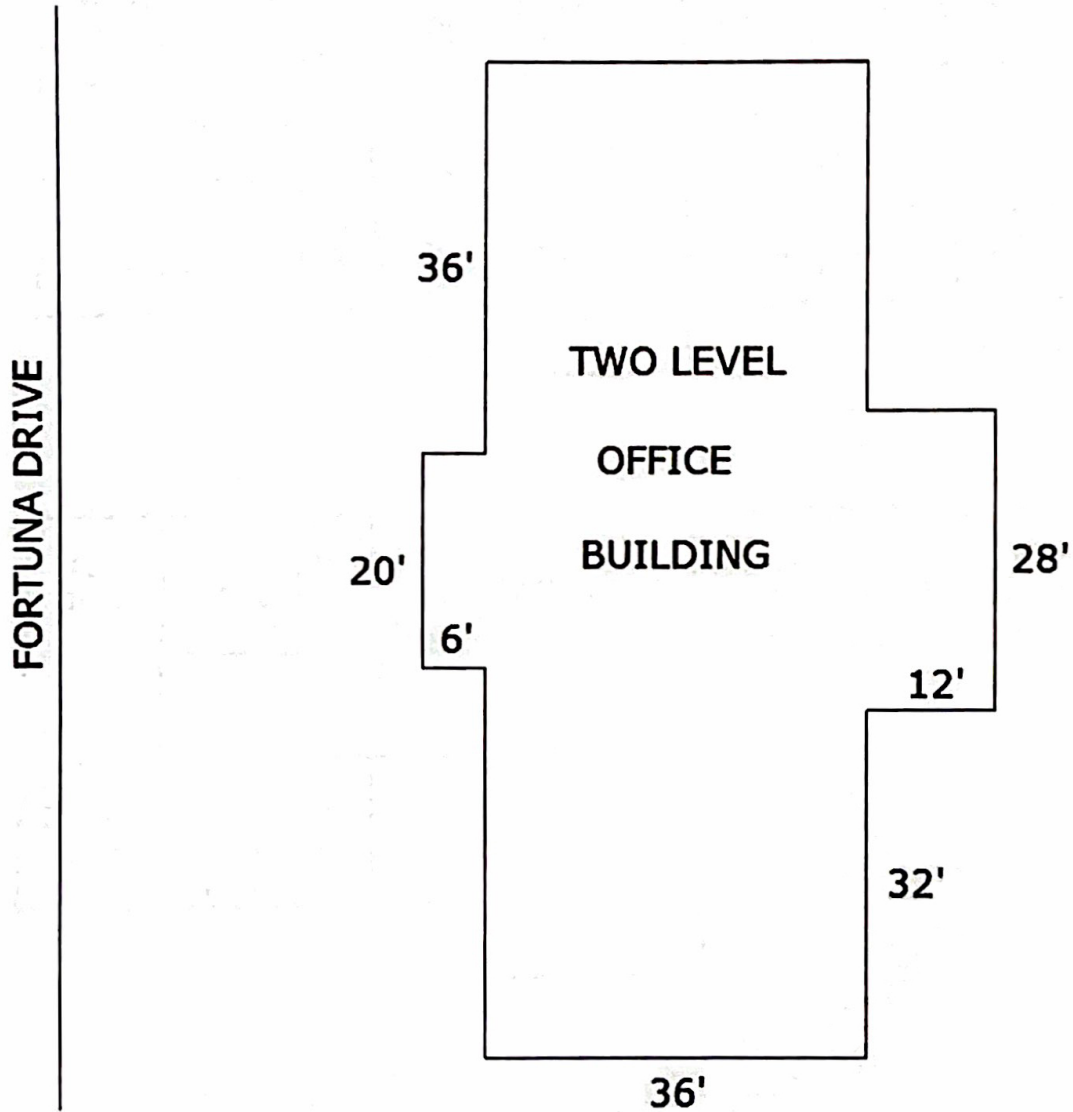 FORTUNA DRIVE
36'
TWO LEVEL
OFFICE
BUILDING
20'
28'
6'
12'
32'
36'